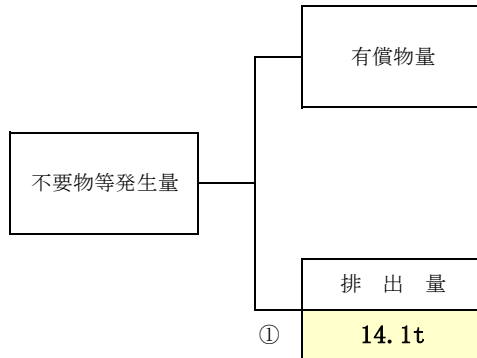 有償物量
不要物等発生量
排 出 量
① 14.1t